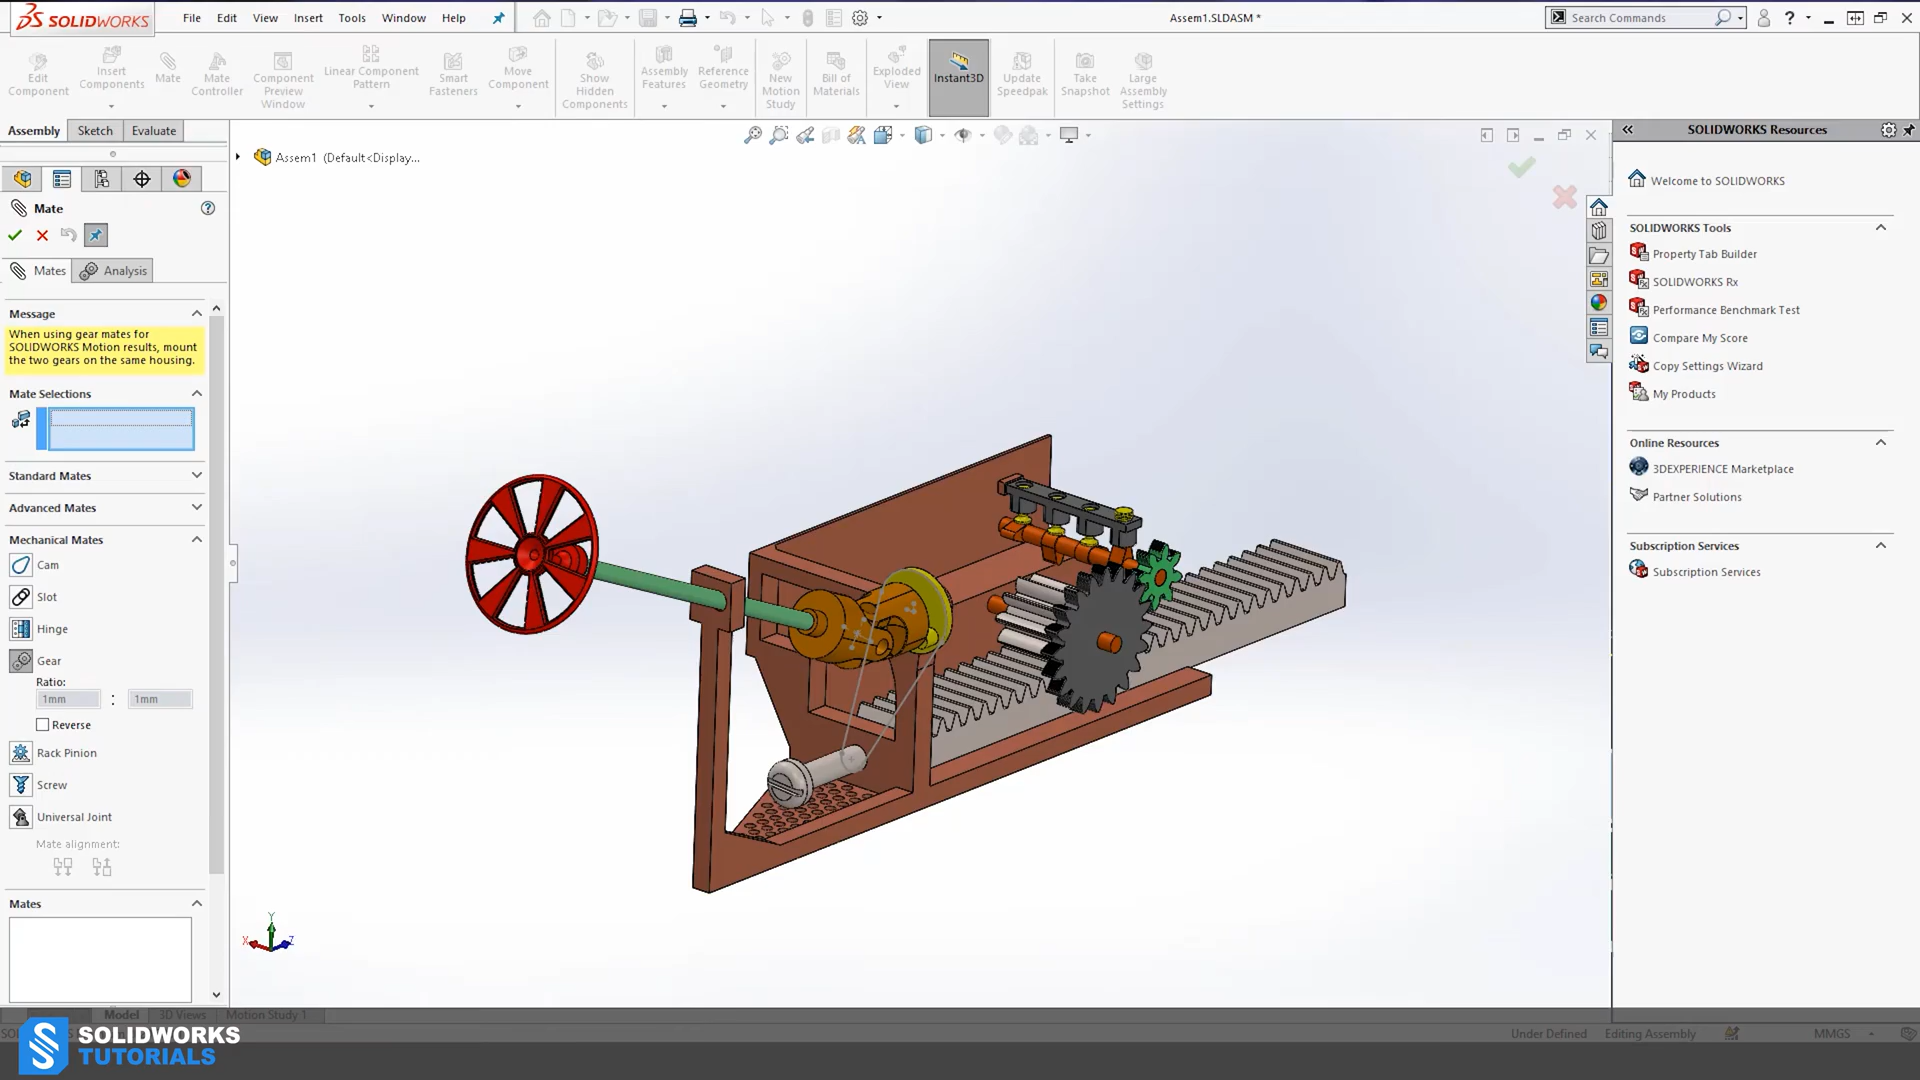 SOLIDWORKS
File Edit View Insert Tools Window Help
Assem1.SLDASM *
Search Commands
Edit Component
Insert Components
Mate
Mate Controller
Component Preview Window
Linear Component Pattern
Smart Fasteners
Move Component
Show Hidden Components
Assembly Features
Reference Geometry
New Motion Study
Bill of Materials
Exploded View
Instant3D
Update Speedpak
Take Snapshot
Large Assembly Settings
Assembly Sketch Evaluate
Assem1 (Default<Display...
Mate
Mates Analysis
Message
When using gear mates for
SOLIDWORKS Motion results, mount
the two gears on the same housing.
Mate Selections
Standard Mates
Advanced Mates
Mechanical Mates
Cam
Slot
Hinge
Gear
Ratio:
1mm : 1mm
Reverse
Rack Pinion
Screw
Universal Joint
Mate alignment:
Mates
Y
X Z
SOLIDWORKS Resources
Welcome to SOLIDWORKS
SOLIDWORKS Tools
Property Tab Builder
SOLIDWORKS Rx
Performance Benchmark Test
Compare My Score
Copy Settings Wizard
My Products
Online Resources
3DEXPERIENCE Marketplace
Partner Solutions
Subscription Services
Subscription Services
Model 3D Views Motion Study 1
SOLIDWORKS
TUTORIALS
Under Defined Editing Assembly MMGS